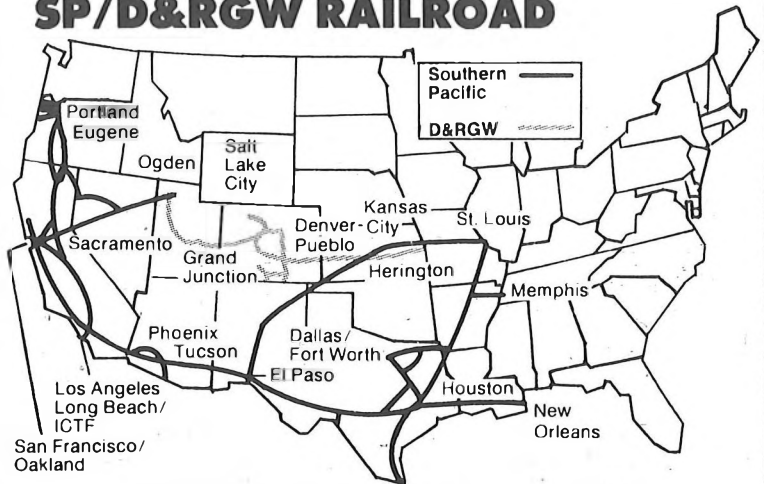 SP/D&RGW RAILROAD
Southern
Pacific
D&RGW
Portland
Eugene
Ogden
Salt
Lake
City
Sacramento
Grand
Junction
Denver-
Pueblo
Kansas
City
St. Louis
Herington
Memphis
Phoenix
Tucson
Dallas/
Fort Worth
El Paso
Houston
New
Orleans
Los Angeles
Long Beach/
ICTF
San Francisco/
Oakland